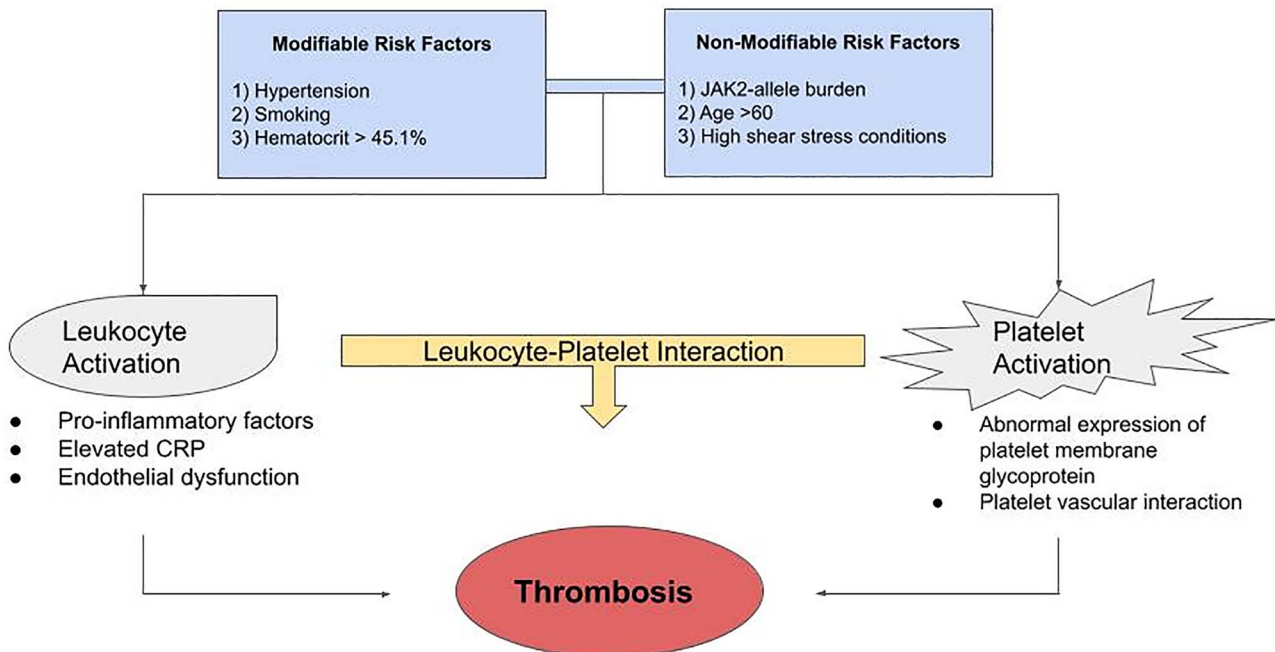 Modifiable Risk Factors
1) Hypertension
2) Smoking
3) Hematocrit > 45.1%
Non-Modifiable Risk Factors
1) JAK2-allele burden
2) Age >60
3) High shear stress conditions
Leukocyte
Activation
● Pro-inflammatory factors
● Elevated CRP
● Endothelial dysfunction
Leukocyte-Platelet Interaction
Platelet
Activation
● Abnormal expression of
platelet membrane
glycoprotein
● Platelet vascular interaction
Thrombosis